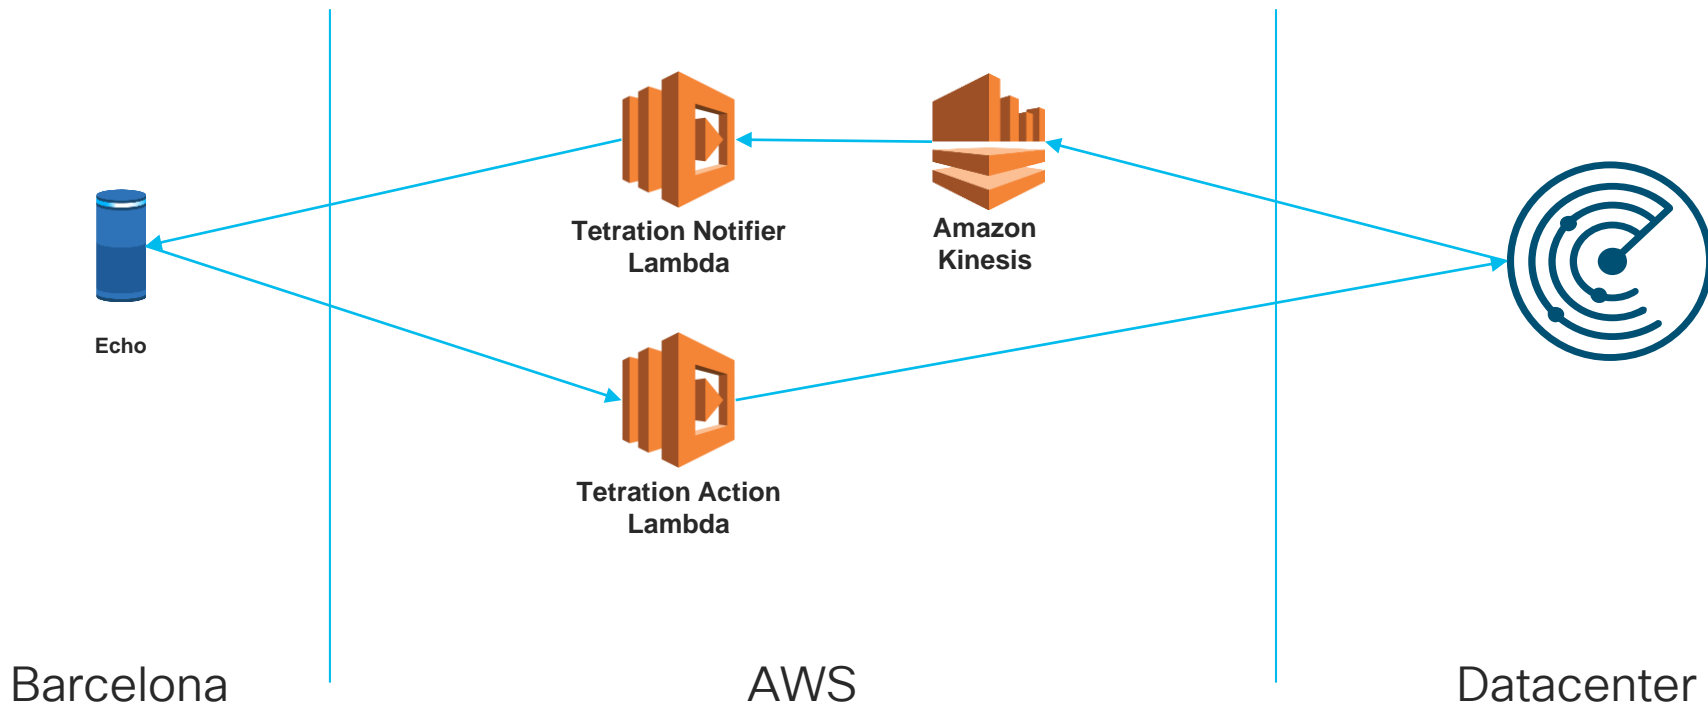 Tetration Notifier
Lambda
Amazon
Kinesis
Echo
Tetration Action
Lambda
Barcelona
AWS
Datacenter